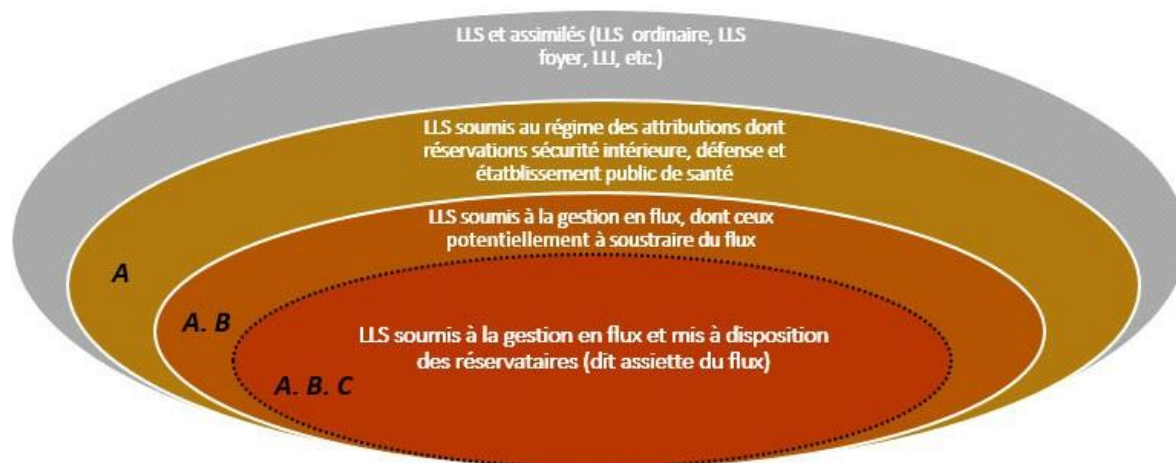 LLS et assimilés (LLS ordinaire, LLS
foyer, LLI, etc.)
LLS soumis au régime des attributions dont
réservations sécurité intérieure, défense et
étatblissement public de santé
LLS soumis à la gestion en flux, dont ceux
potentiellement à soustraire du flux
A
A. B
LLS soumis à la gestion en flux et mis à disposition
des réservataires (dit assiette du flux)
A. B. C